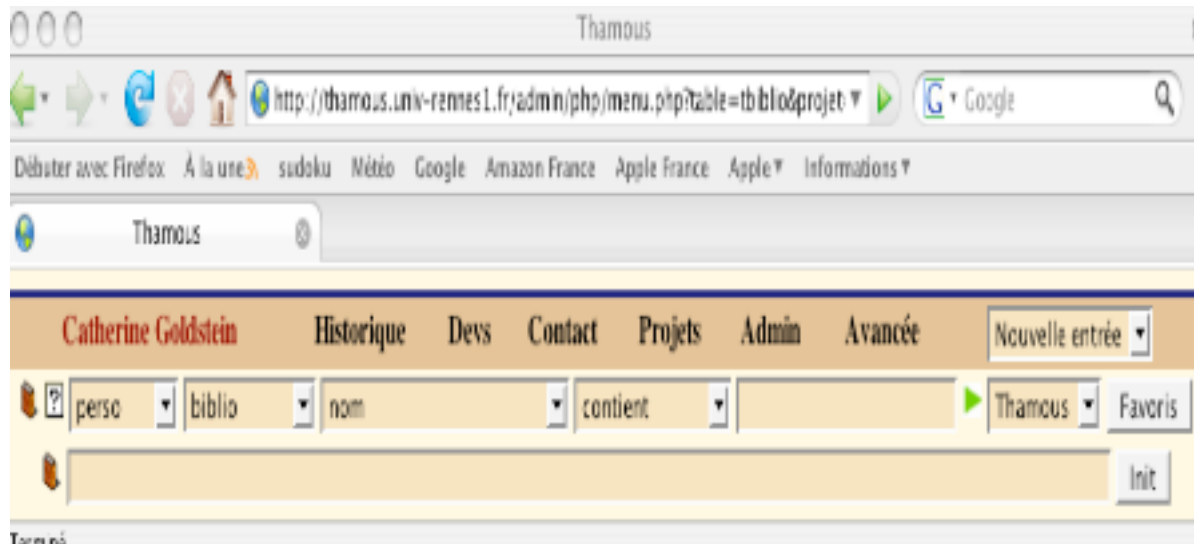 Thamous
http://thamous.univ-rennes1.fr/admin/php/menu.php?table=tbiblio&projet Google
Débuter avec Firefox À la une sudoku Météo Google Amazon France Apple France Apple Informations
Thamous
Catherine Goldstein Historique Devs Contact Projets Admin Avancée Nouvelle entrée
? perso biblio nom contient Thamous Favoris
Init